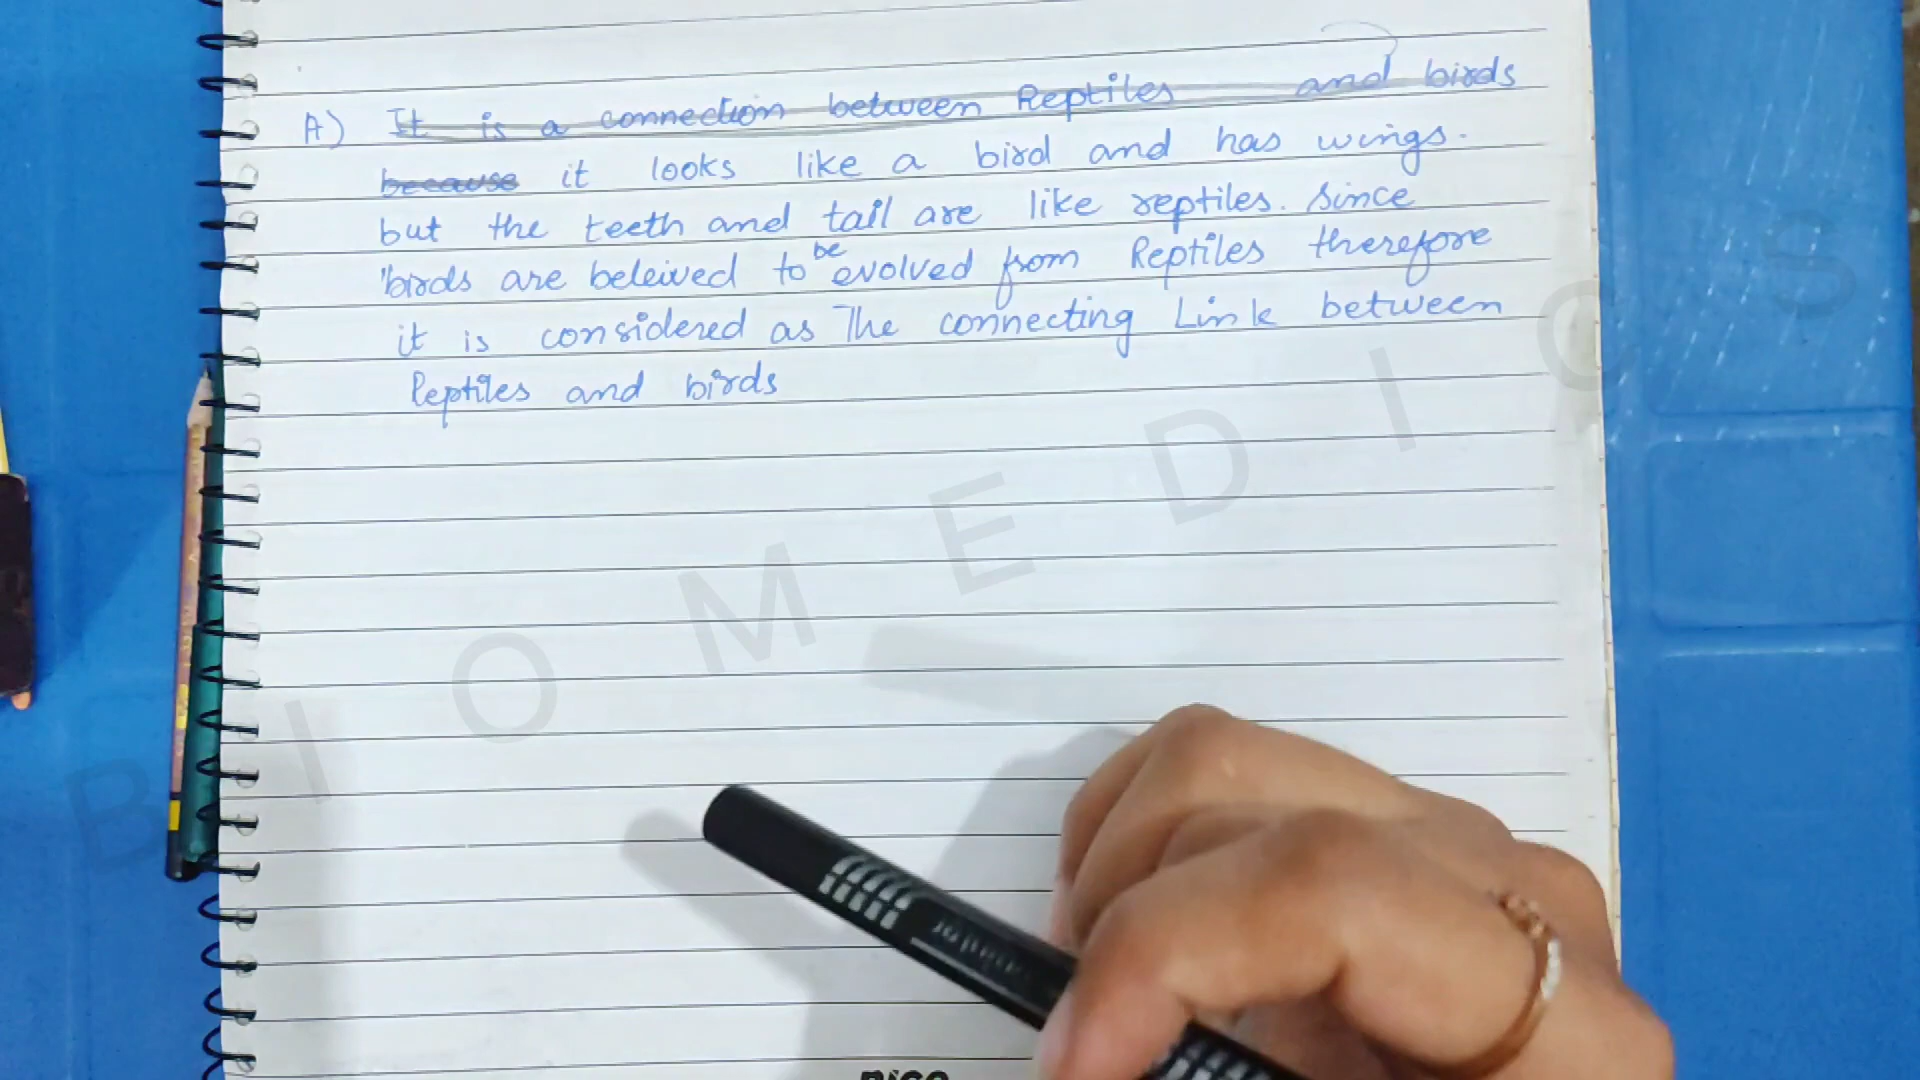 A) It is a connection between Reptiles and birds
because it looks like a bird and has wings.
but the teeth and tail are like reptiles. Since
birds are beleived to be evolved from Reptiles therefore
it is considered as The connecting Link between
Reptiles and birds
BIOMEDICS